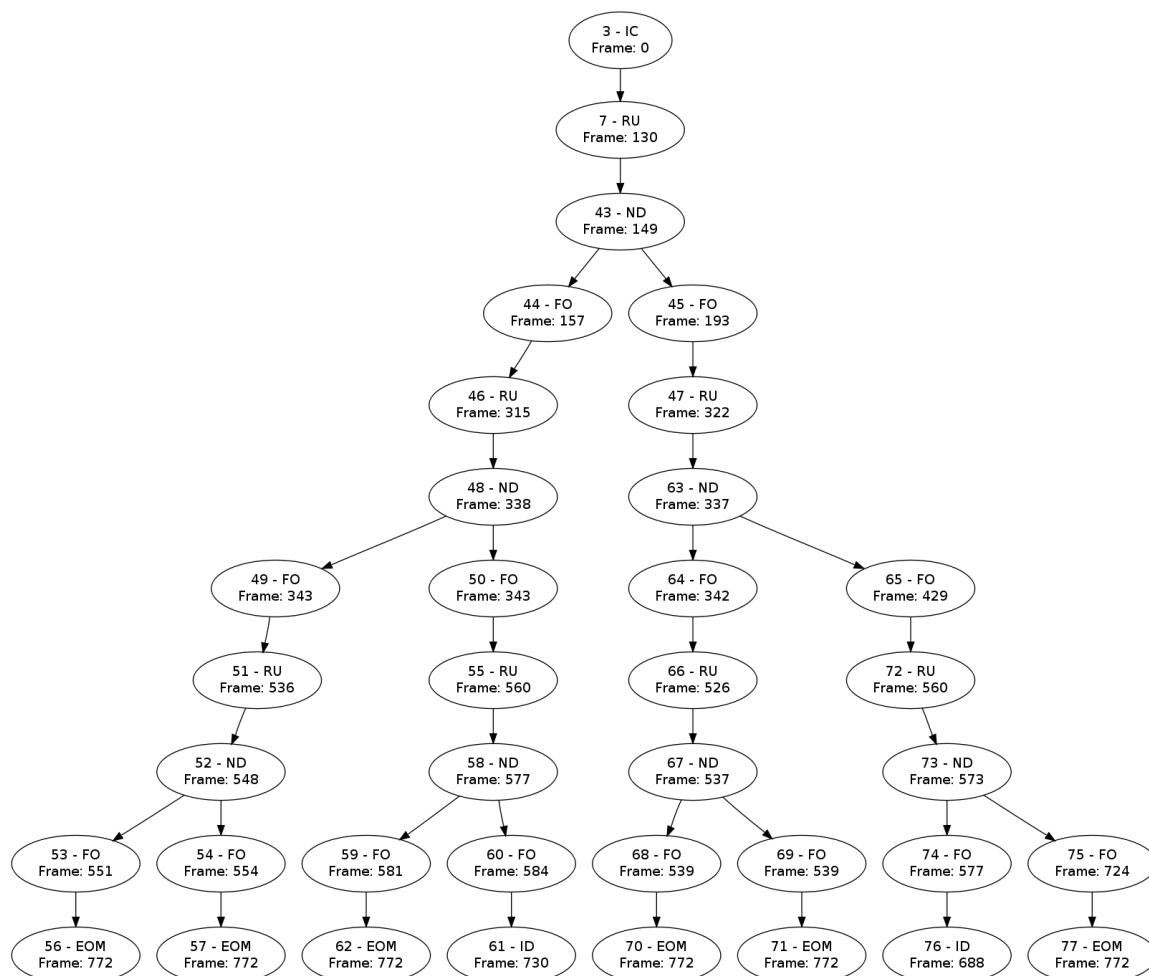 3 - IC
Frame: 0
7 - RU
Frame: 130
43 - ND
Frame: 149
44 - FO
Frame: 157
45 - FO
Frame: 193
46 - RU
Frame: 315
47 - RU
Frame: 322
48 - ND
Frame: 338
63 - ND
Frame: 337
49 - FO
Frame: 343
50 - FO
Frame: 343
64 - FO
Frame: 342
65 - FO
Frame: 429
51 - RU
Frame: 536
55 - RU
Frame: 560
66 - RU
Frame: 526
72 - RU
Frame: 560
52 - ND
Frame: 548
58 - ND
Frame: 577
67 - ND
Frame: 537
73 - ND
Frame: 573
53 - FO
Frame: 551
54 - FO
Frame: 554
59 - FO
Frame: 581
60 - FO
Frame: 584
68 - FO
Frame: 539
69 - FO
Frame: 539
74 - FO
Frame: 577
75 - FO
Frame: 724
56 - EOM
Frame: 772
57 - EOM
Frame: 772
62 - EOM
Frame: 772
61 - ID
Frame: 730
70 - EOM
Frame: 772
71 - EOM
Frame: 772
76 - ID
Frame: 688
77 - EOM
Frame: 772